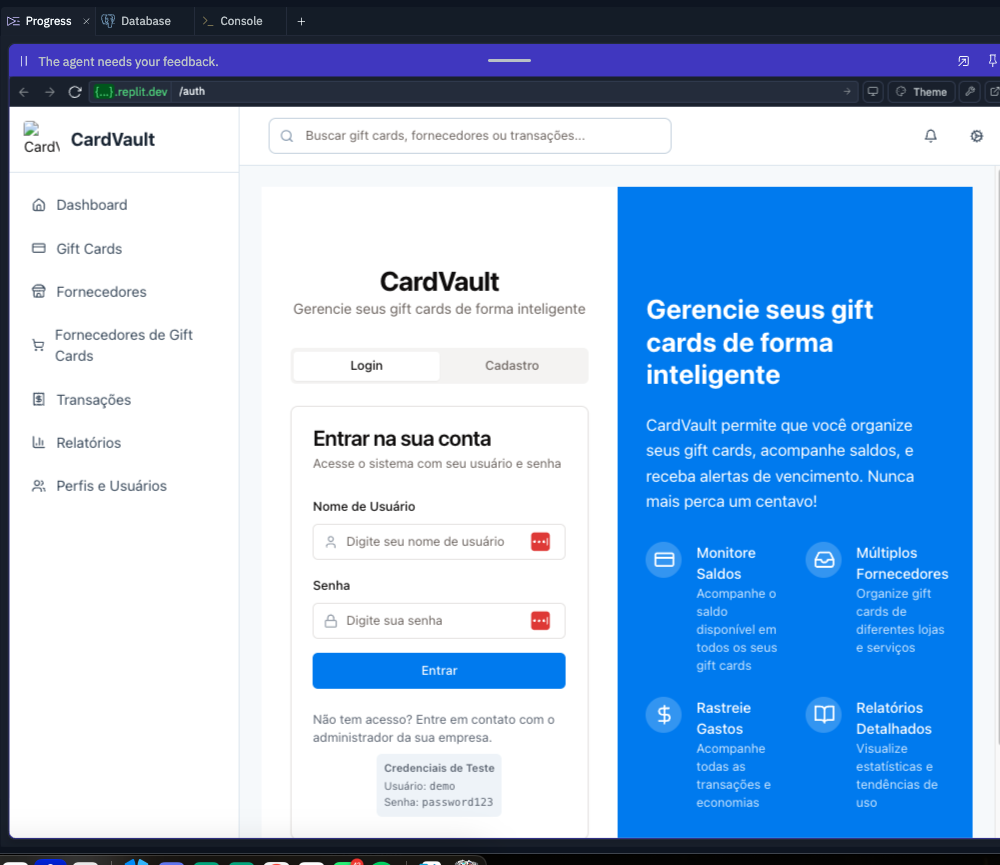 Progress
Database
Console
The agent needs your feedback.
{...}.replit.dev /auth
Theme
CardVault
Buscar gift cards, fornecedores ou transações...
Dashboard
Gift Cards
Fornecedores
Fornecedores de Gift
Cards
Transações
Relatórios
Perfis e Usuários
CardVault
Gerencie seus gift cards de forma inteligente
Login
Cadastro
Entrar na sua conta
Acesse o sistema com seu usuário e senha
Nome de Usuário
Digite seu nome de usuário
Senha
Digite sua senha
Entrar
Não tem acesso? Entre em contato com o
administrador da sua empresa.
Credenciais de Teste
Usuário: demo
Senha: password123
Gerencie seus gift
cards de forma
inteligente
CardVault permite que você organize
seus gift cards, acompanhe saldos, e
receba alertas de vencimento. Nunca
mais perca um centavo!
Monitore
Saldos
Acompanhe o
saldo
disponível em
todos os seus
gift cards
Múltiplos
Fornecedores
Organize gift
cards de
diferentes lojas
e serviços
Rastreie
Gastos
Acompanhe
todas as
transações e
economias
Relatórios
Detalhados
Visualize
estatísticas e
tendências de
uso